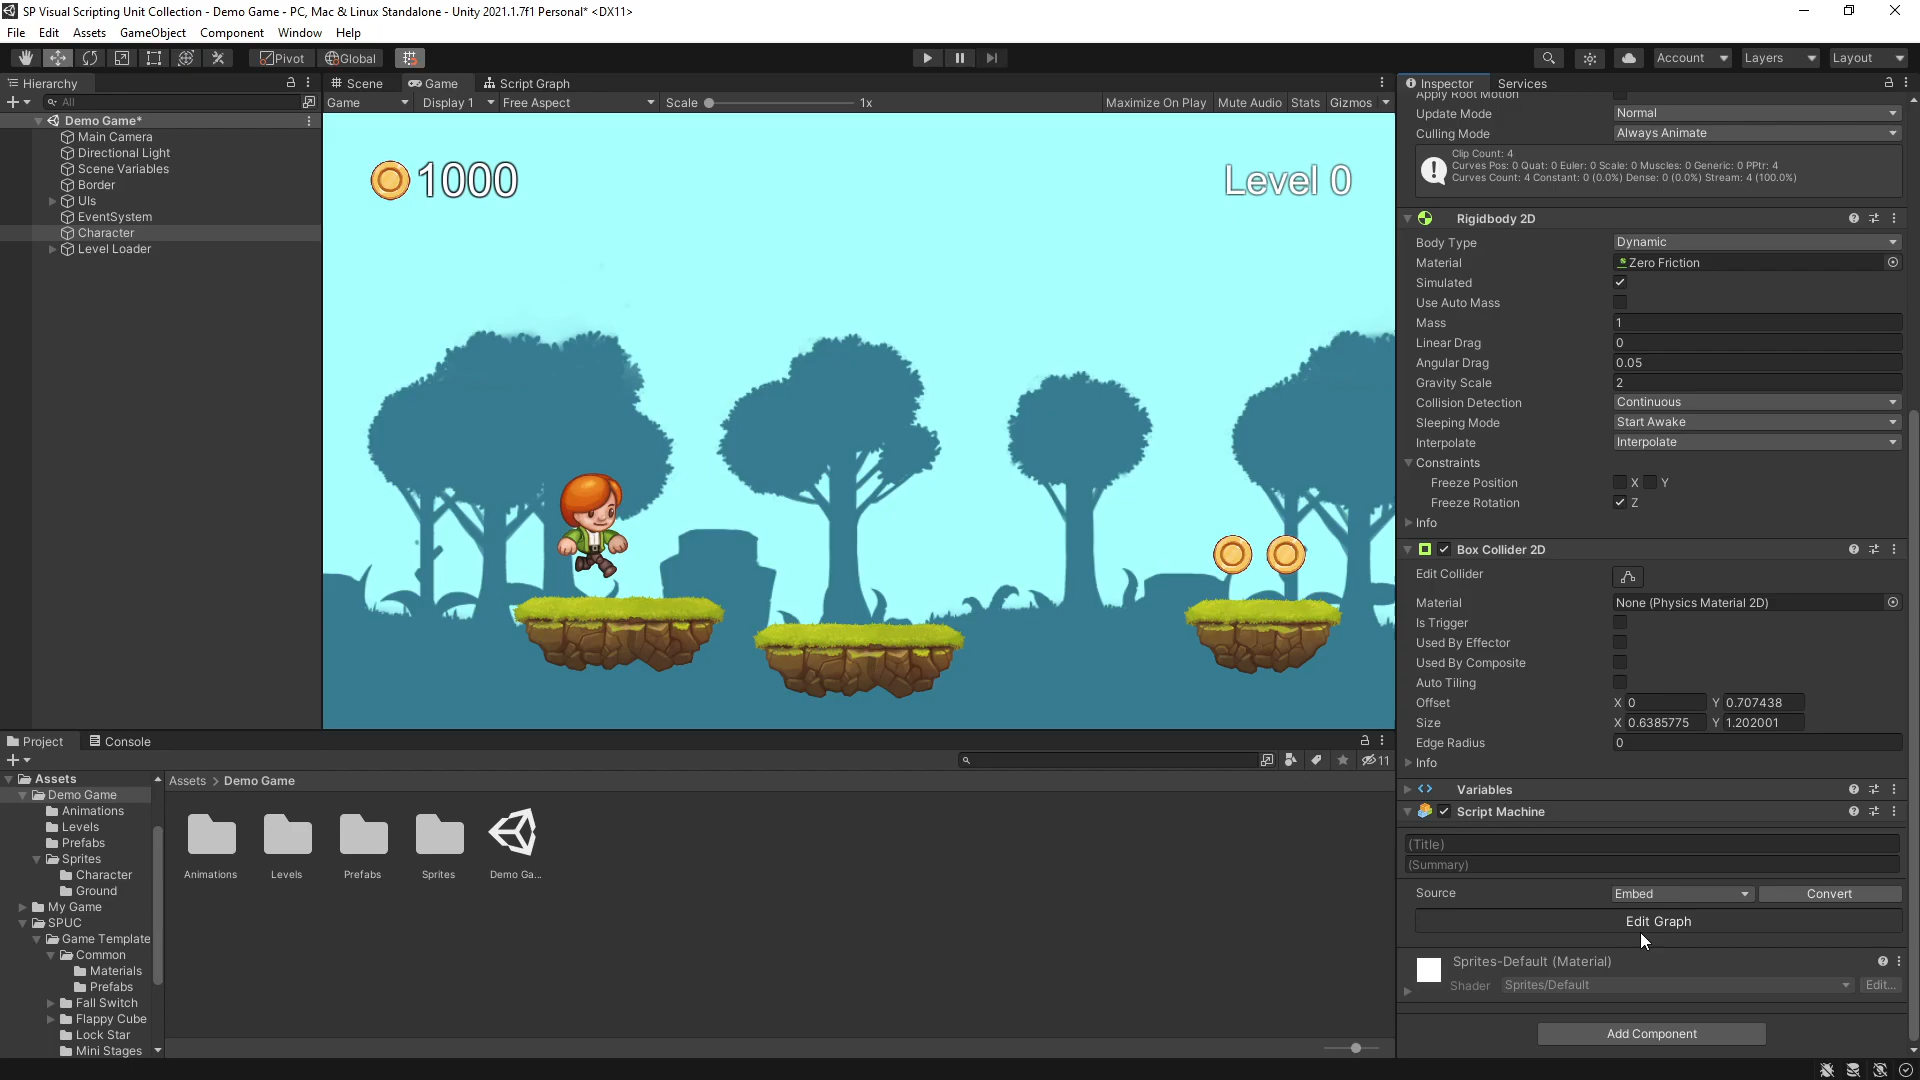 SP Visual Scripting Unit Collection - Demo Game - PC, Mac & Linux Standalone - Unity 2021.1.7f1 Personal* <DX11>
File Edit Assets GameObject Component Window Help
Pivot Global Account Layers Layout
Hierarchy
All
Demo Game*
Main Camera
Directional Light
Scene Variables
Border
UIs
EventSystem
Character
Level Loader
Scene Game Script Graph
Game Display 1 Free Aspect Scale 1x Maximize On Play Mute Audio Stats Gizmos
1000
Level 0
Inspector Services
Apply Root Motion
Update Mode Normal
Culling Mode Always Animate
Clip Count: 4
Curves Pos: 0 Quat: 0 Euler: 0 Scale: 0 Muscles: 0 Generic: 0 PPtr: 4
Curves Count: 4 Constant: 0 (0.0%) Dense: 0 (0.0%) Stream: 4 (100.0%)
Rigidbody 2D
Body Type Dynamic
Material Zero Friction
Simulated
Use Auto Mass
Mass 1
Linear Drag 0
Angular Drag 0.05
Gravity Scale 2
Collision Detection Continuous
Sleeping Mode Start Awake
Interpolate Interpolate
Constraints
Freeze Position X Y
Freeze Rotation Z
Info
Box Collider 2D
Edit Collider
Material None (Physics Material 2D)
Is Trigger
Used By Effector
Used By Composite
Auto Tiling
Offset X 0 Y 0.707438
Size X 0.6385775 Y 1.202001
Edge Radius 0
Info
Variables
Script Machine
(Title)
(Summary)
Source Embed Convert
Edit Graph
Sprites-Default (Material)
Shader Sprites/Default Edit...
Add Component
Project Console
11
Assets
Demo Game
Animations
Levels
Prefabs
Sprites
Character
Ground
My Game
SPUC
Game Template
Common
Materials
Prefabs
Fall Switch
Flappy Cube
Lock Star
Mini Stages
Assets > Demo Game
Animations Levels Prefabs Sprites Demo Ga...